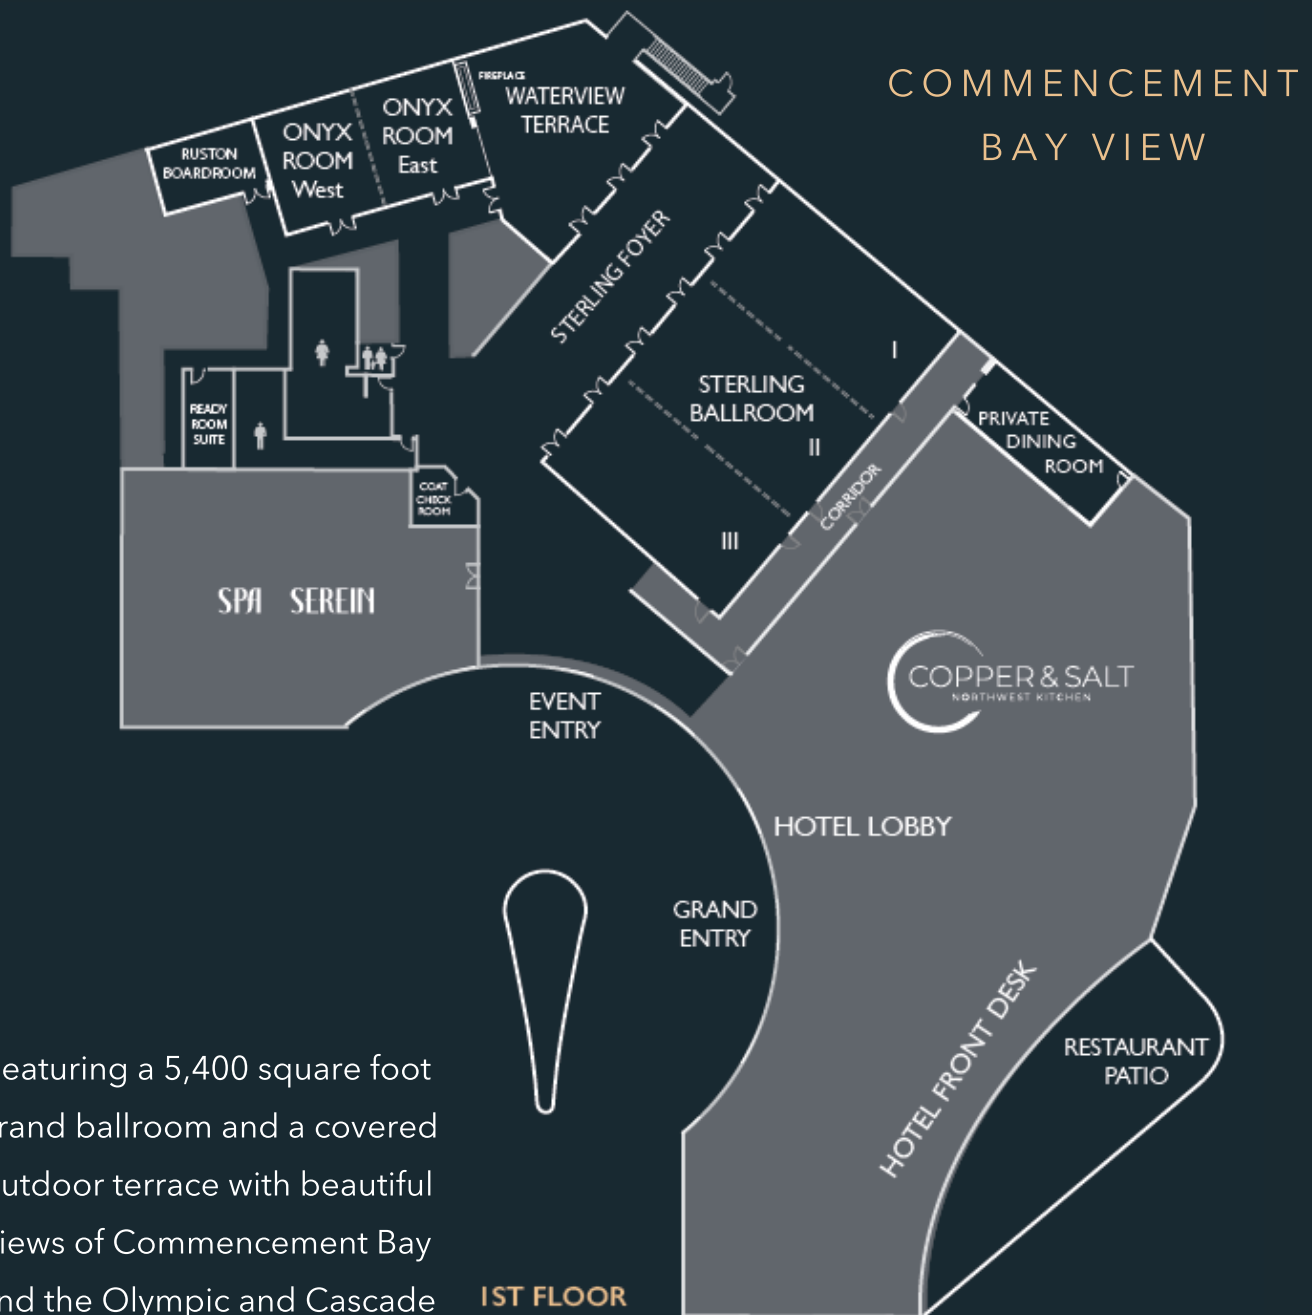 COMMENCEMENT
BAY VIEW
FIREPLACE
WATERVIEW
TERRACE
ONYX
ROOM
East
ONYX
ROOM
West
RUSTON
BOARDROOM
STERLING FOYER
I
STERLING
BALLROOM
II
III
CORRIDOR
PRIVATE
DINING
ROOM
READY
ROOM
SUITE
COAT
CHECK
ROOM
SPA SEREIN
COPPER & SALT
NORTHWEST KITCHEN
EVENT
ENTRY
HOTEL LOBBY
GRAND
ENTRY
HOTEL FRONT DESK
RESTAURANT
PATIO
eaturing a 5,400 square foot
rand ballroom and a covered
utdoor terrace with beautiful
iews of Commencement Bay
nd the Olympic and Cascade
1ST FLOOR